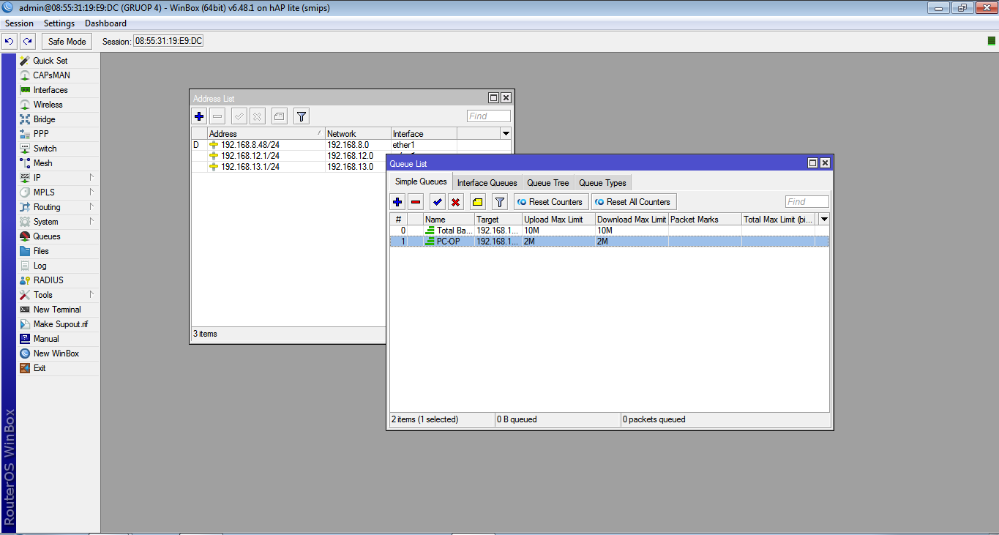 admin@08:55:31:19:E9:DC (GRUOP 4) - WinBox (64bit) v6.48.1 on hAP lite (smips)
Session Settings Dashboard
Safe Mode Session: 08:55:31:19:E9:DC
Quick Set
CAPsMAN
Interfaces
Wireless
Bridge
PPP
Switch
Mesh
IP
MPLS
Routing
System
Queues
Files
Log
RADIUS
Tools
New Terminal
Make Supout.rif
Manual
New WinBox
Exit
RouterOS WinBox
Address List
Find
Address Network Interface
D 192.168.8.48/24 192.168.8.0 ether1
192.168.12.1/24 192.168.12.0
192.168.13.1/24 192.168.13.0
3 items
Queue List
Simple Queues Interface Queues Queue Tree Queue Types
Reset Counters Reset All Counters Find
# Name Target Upload Max Limit Download Max Limit Packet Marks Total Max Limit (bi...
0 Total Ba... 192.168.1... 10M 10M
1 PC-OP 192.168.1... 2M 2M
2 items (1 selected) 0 B queued 0 packets queued